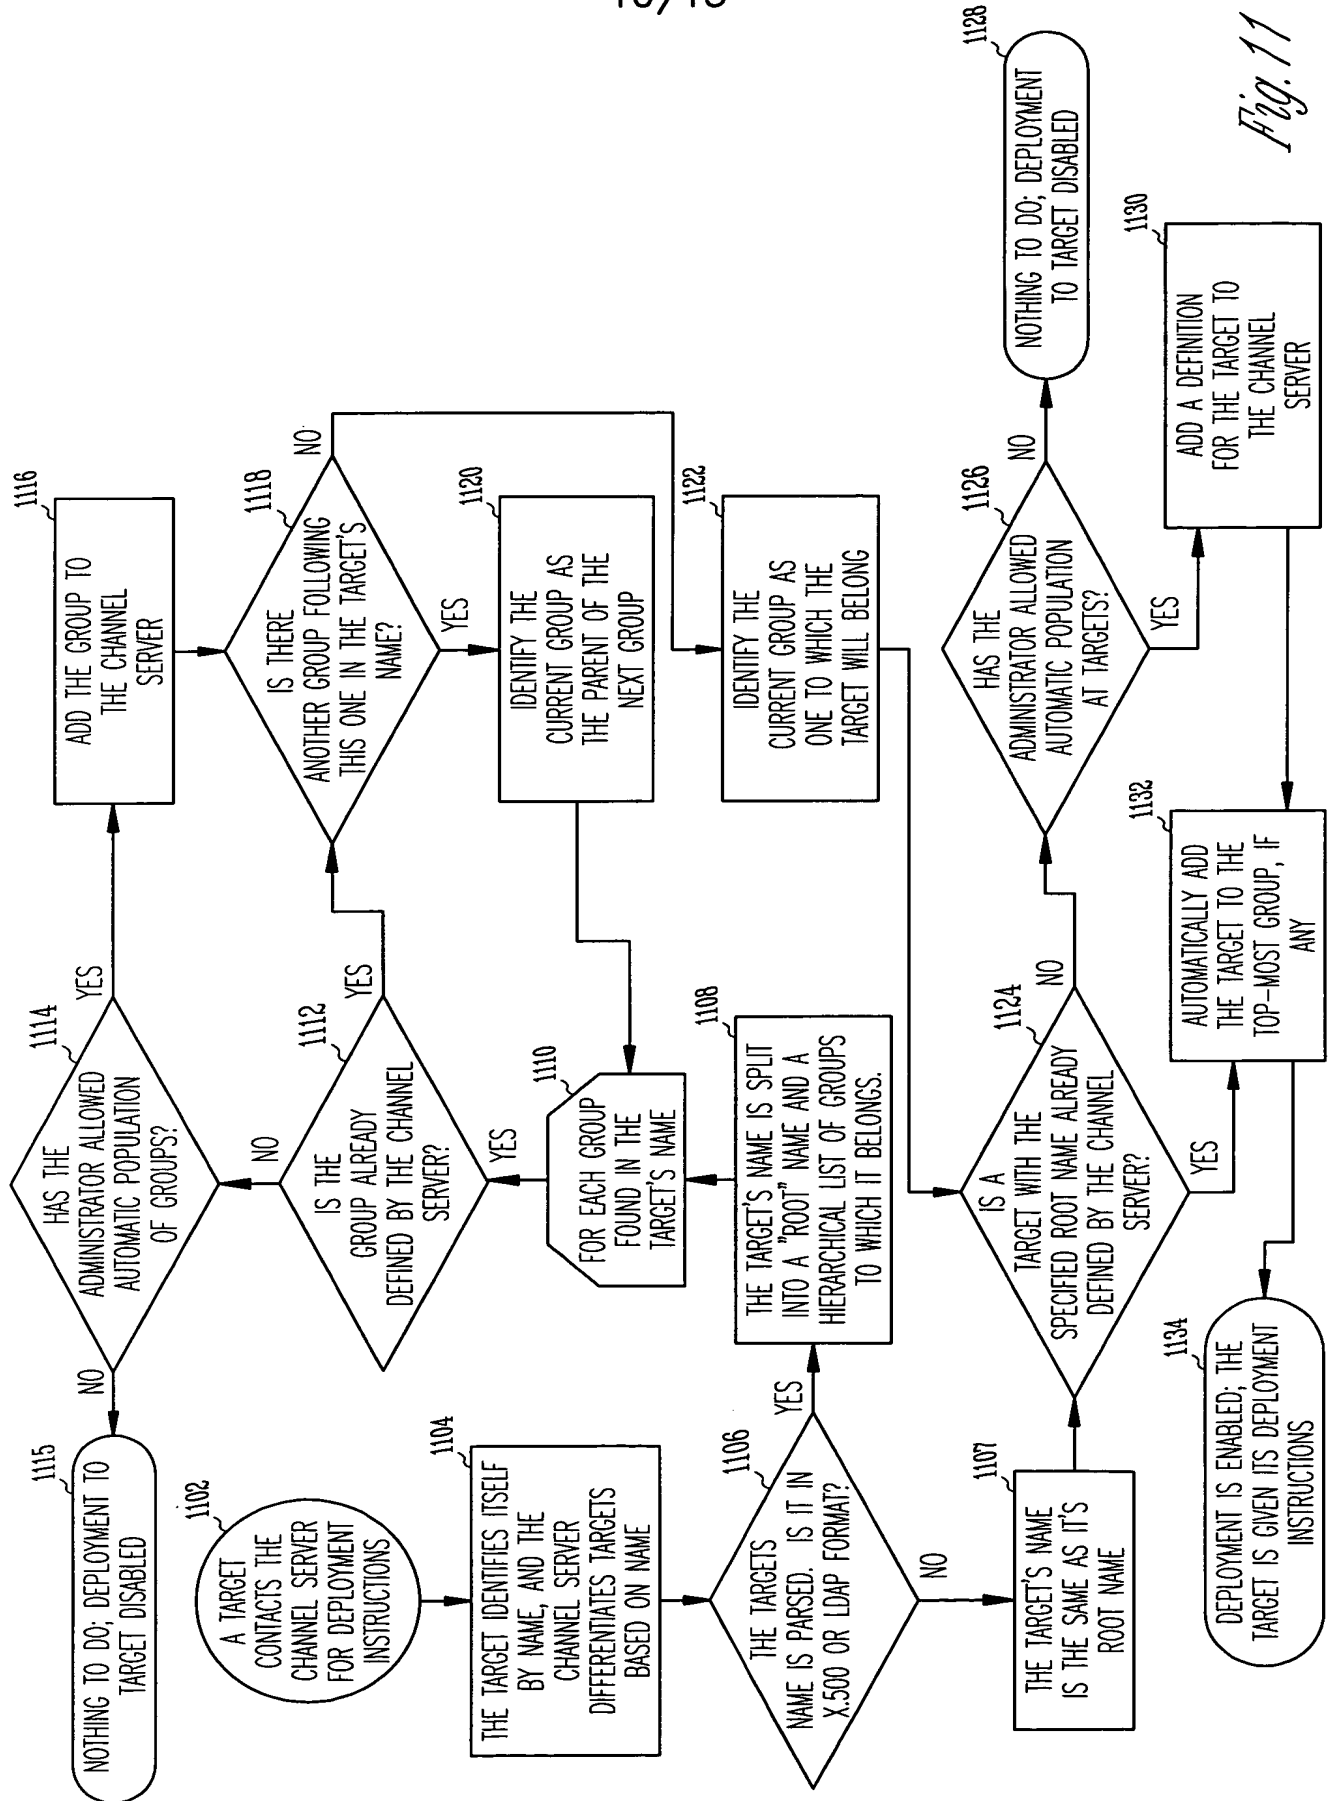 10/13
1102
A TARGET
CONTACTS THE
CHANNEL SERVER
FOR DEPLOYMENT
INSTRUCTIONS
1104
THE TARGET IDENTIFIES ITSELF
BY NAME, AND THE
CHANNEL SERVER
DIFFERENTIATES TARGETS
BASED ON NAME
1106
THE TARGETS
NAME IS PARSED. IS IT IN
X.500 OR LDAP FORMAT?
YES
NO
1107
THE TARGET'S NAME
IS THE SAME AS IT'S
ROOT NAME
1108
THE TARGET'S NAME IS SPLIT
INTO A "ROOT" NAME AND A
HIERARCHICAL LIST OF GROUPS
TO WHICH IT BELONGS.
1110
FOR EACH GROUP
FOUND IN THE
TARGET'S NAME
YES
1112
IS THE
GROUP ALREADY
DEFINED BY THE CHANNEL
SERVER?
NO
YES
1114
HAS THE
ADMINISTRATOR ALLOWED
AUTOMATIC POPULATION
OF GROUPS?
NO
YES
1115
NOTHING TO DO; DEPLOYMENT TO
TARGET DISABLED
1116
ADD THE GROUP TO
THE CHANNEL
SERVER
1118
IS THERE
ANOTHER GROUP FOLLOWING
THIS ONE IN THE TARGET'S
NAME?
NO
YES
1120
IDENTIFY THE
CURRENT GROUP AS
THE PARENT OF THE
NEXT GROUP
1122
IDENTIFY THE
CURRENT GROUP AS
ONE TO WHICH THE
TARGET WILL BELONG
1124
IS A
TARGET WITH THE
SPECIFIED ROOT NAME ALREADY
DEFINED BY THE CHANNEL
SERVER?
NO
YES
1126
HAS THE
ADMINISTRATOR ALLOWED
AUTOMATIC POPULATION
AT TARGETS?
NO
YES
1128
NOTHING TO DO; DEPLOYMENT
TO TARGET DISABLED
1130
ADD A DEFINITION
FOR THE TARGET TO
THE CHANNEL
SERVER
1132
AUTOMATICALLY ADD
THE TARGET TO THE
TOP-MOST GROUP, IF
ANY
1134
DEPLOYMENT IS ENABLED; THE
TARGET IS GIVEN ITS DEPLOYMENT
INSTRUCTIONS
Fig. 11